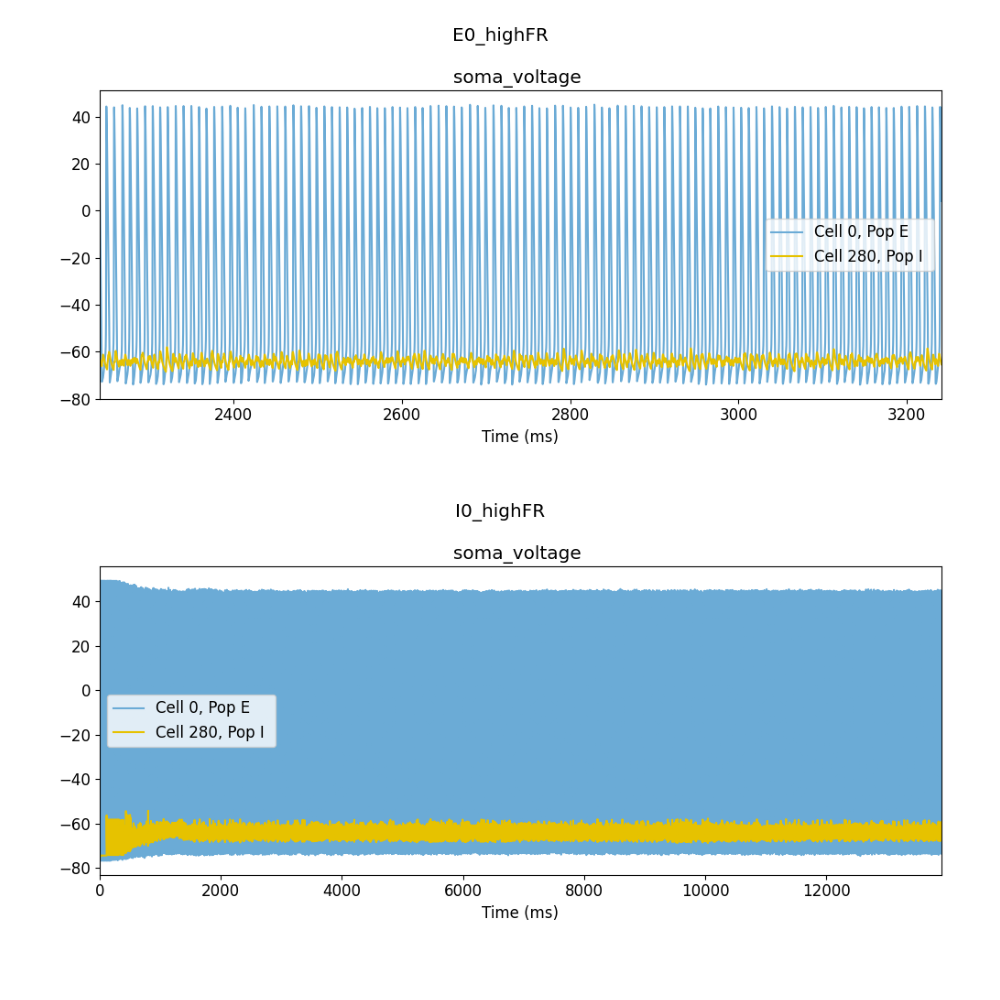 E0_highFR
soma_voltage
40
20
0
−20
−40
−60
−80
Cell 0, Pop E
Cell 280, Pop I
2400 2600 2800 3000 3200
Time (ms)
I0_highFR
soma_voltage
40
20
0
−20
−40
−60
−80
Cell 0, Pop E
Cell 280, Pop I
0 2000 4000 6000 8000 10000 12000
Time (ms)